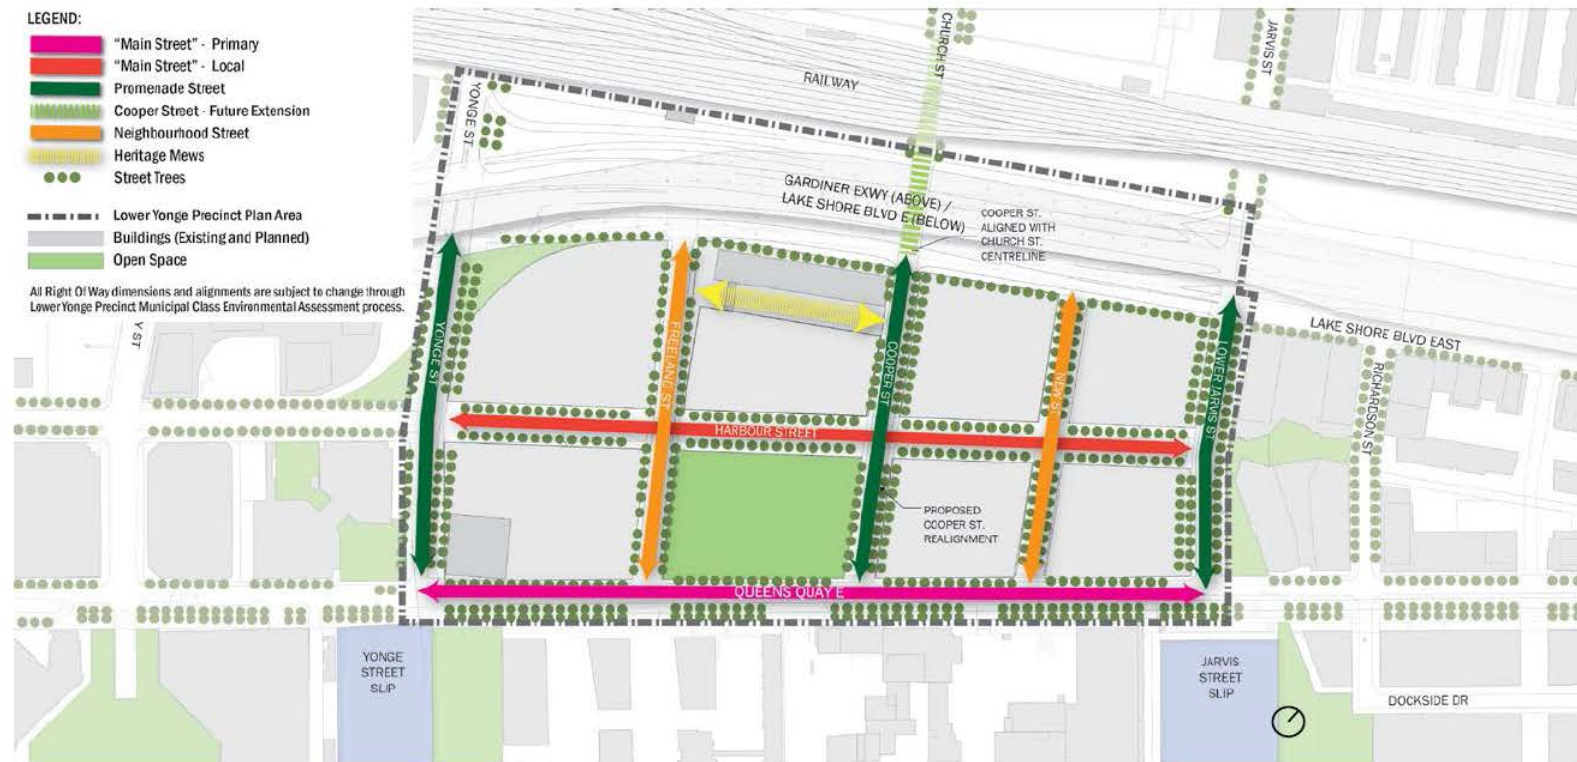 LEGEND:
"Main Street" - Primary
"Main Street" - Local
Promenade Street
Cooper Street - Future Extension
Neighbourhood Street
Heritage Mews
Street Trees
Lower Yonge Precinct Plan Area
Buildings (Existing and Planned)
Open Space
All Right Of Way dimensions and alignments are subject to change through
Lower Yonge Precinct Municipal Class Environmental Assessment process.
CHURCH ST
JARVIS ST
RAILWAY
YONGE ST
GARDINER EXWY (ABOVE) /
LAKE SHORE BLVD E (BELOW)
COOPER ST.
ALIGNED WITH
CHURCH ST.
CENTRELINE
Y ST
YONGE ST
FREELAND ST
COOPER ST
NEW ST
LOWER JARVIS ST
LAKE SHORE BLVD EAST
RICHARDSON ST
HARBOUR STREET
PROPOSED
COOPER ST.
REALIGNMENT
QUEENS QUAY E
YONGE
STREET
SLIP
JARVIS
STREET
SLIP
DOCKSIDE DR